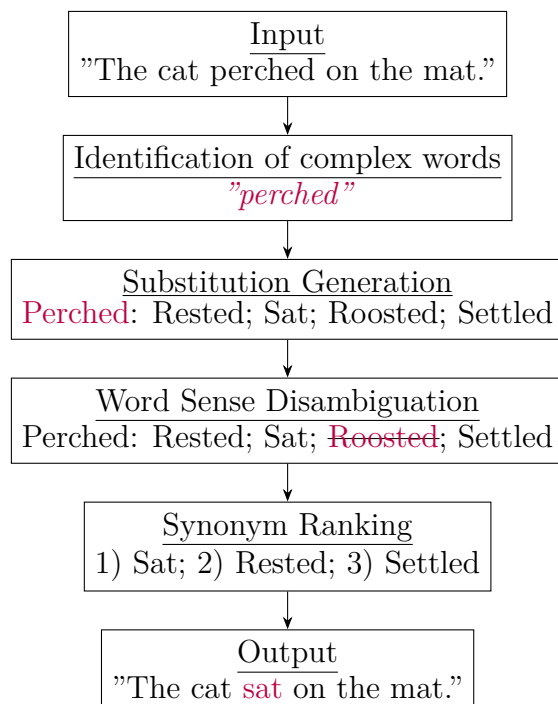 Input
”The cat perched on the mat.”
Identification of complex words
”perched”
Substitution Generation
Perched: Rested; Sat; Roosted; Settled
Word Sense Disambiguation
Perched: Rested; Sat; Roosted; Settled
Synonym Ranking
1) Sat; 2) Rested; 3) Settled
Output
”The cat sat on the mat.”